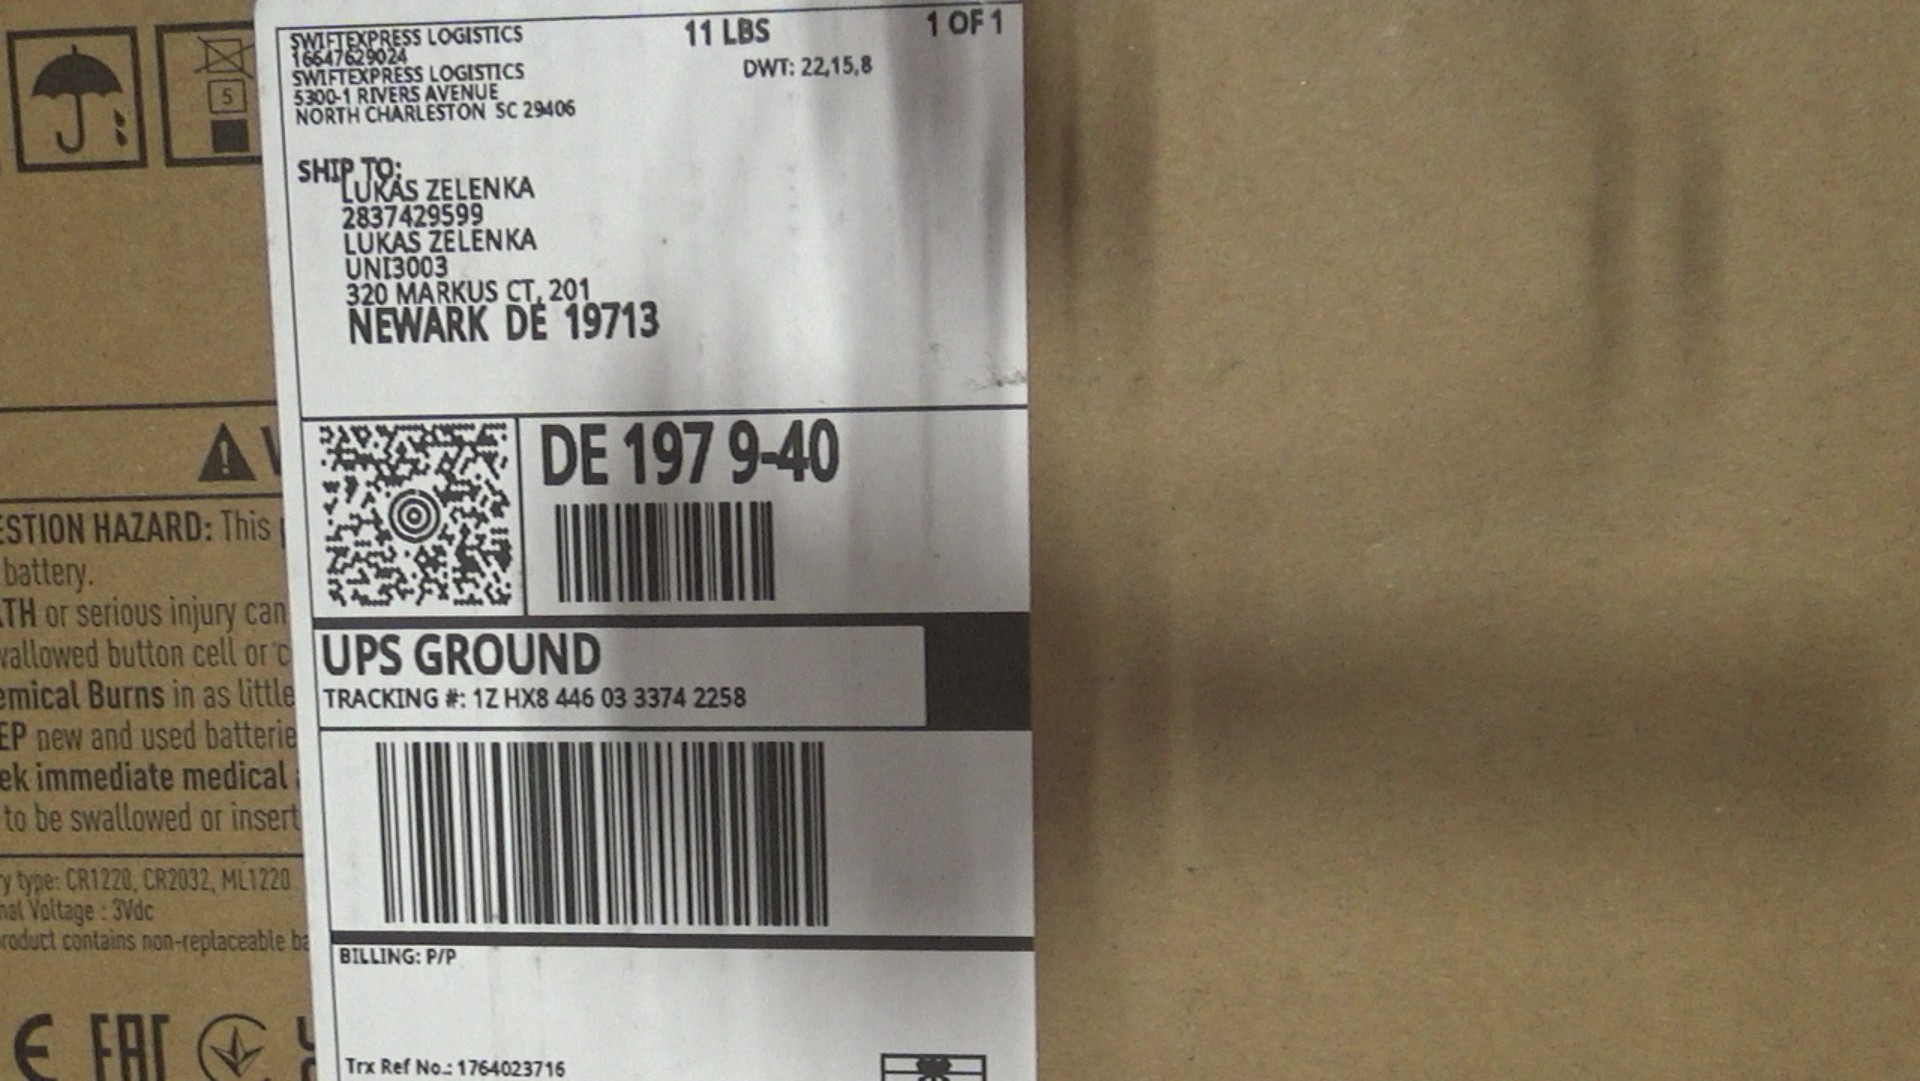 SWIFTEXPRESS LOGISTICS
16647629024
SWIFTEXPRESS LOGISTICS
5300-1 RIVERS AVENUE
NORTH CHARLESTON SC 29406
11 LBS
1 OF 1
DWT: 22,15,8
SHIP TO:
LUKAS ZELENKA
2837429599
LUKAS ZELENKA
UNI3003
320 MARKUS CT, 201
NEWARK DE 19713
DE 197 9-40
UPS GROUND
TRACKING #: 1Z HX8 446 03 3374 2258
BILLING: P/P
Trx Ref No.: 1764023716
5
ESTION HAZARD: This
battery.
ATH or serious injury can
wallowed button cell or c
emical Burns in as little
EP new and used batterie
ek immediate medical
to be swallowed or insert
y type: CR1220, CR2032, ML1220
nal Voltage : 3Vdc
roduct contains non-replaceable ba
CE EAC